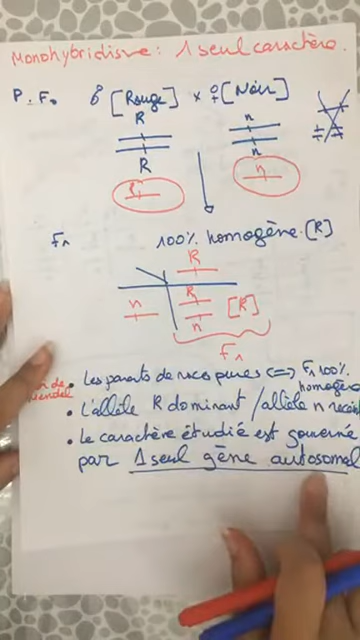 Monohybridisme: 1 seul caractère.
P. F. ♂ [Rouge] × ♀ [Noir]
R n
R n
R n
F1 100% homogène. [R]
R
n R [R]
n
F1
• Les parents de races pures <=> F1 100%
homogène
de
• L'allèle R dominant / allèle n
• Le caractère étudié est gouverné
par 1 seul gène autosomal